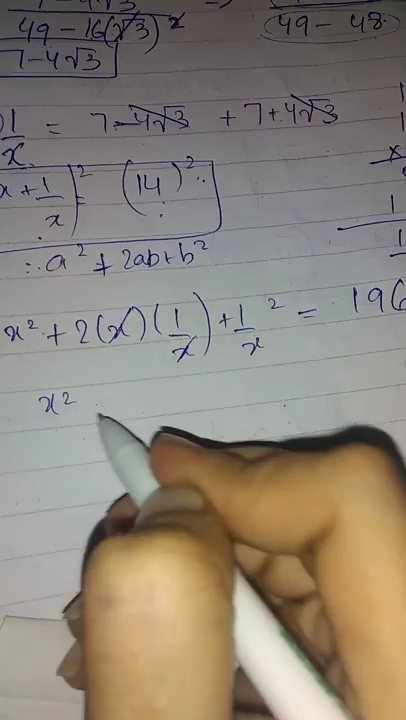 49 - 16(√3)²
49 - 48
7-4√3
1/x = 7-4√3 + 7+4√3
x + 1/x)² = (14)²
∴ a² + 2ab + b²
x² + 2(x)(1/x) + 1/x² = 196
x²